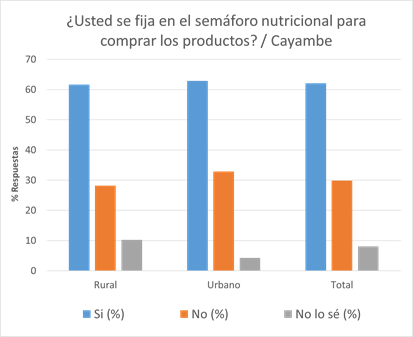 ¿Usted se fija en el semáforo nutricional para
comprar los productos? / Cayambe
70
60
50
40
30
20
10
0
% Respuestas
Rural
Urbano
Total
Si (%)
No (%)
No lo sé (%)